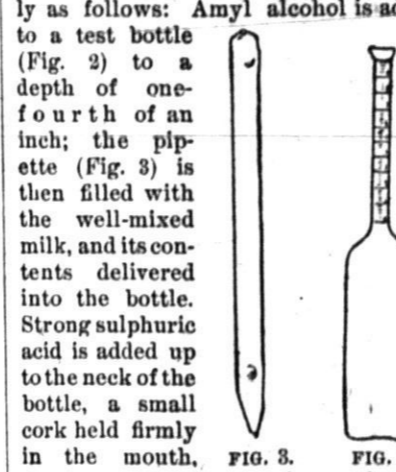 ly as follows: Amyl alcohol is
to a test bottle
(Fig. 2) to a
depth of one-
fourth of an
inch; the pip-
ette (Fig. 3) is
then filled with
the well-mixed
milk, and its con-
tents delivered
into the bottle.
Strong sulphuric
acid is added up
to the neck of the
bottle, a small
cork held firmly
in the mouth,
FIG. 3.
FIG.